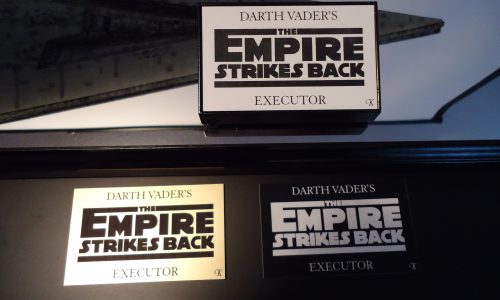 DARTH VADER'S
THE
EMPIRE
STRIKES BACK
EXECUTOR
K
DARTH VADER'S
THE
EMPIRE
STRIKES BACK
EXECUTOR
K
DARTH VADER'S
THE
EMPIRE
STRIKES BACK
EXECUTOR
K